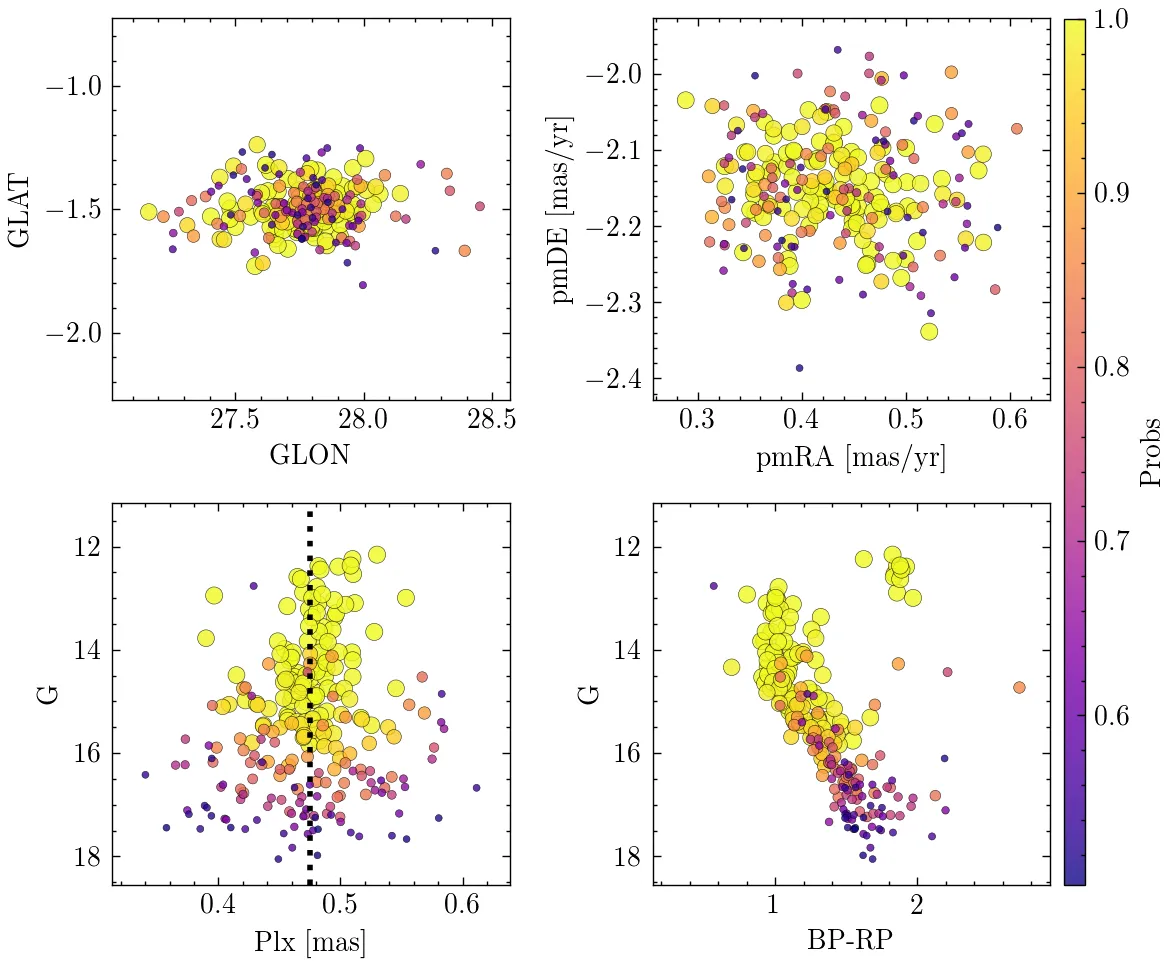 −1.0
−1.5
−2.0
GLAT
27.5 28.0 28.5
GLON
−2.0
−2.1
−2.2
−2.3
−2.4
pmDE [mas/yr]
0.3 0.4 0.5 0.6
pmRA [mas/yr]
12
14
16
18
G
0.4 0.5 0.6
Plx [mas]
12
14
16
18
G
1 2
BP-RP
1.0
0.9
0.8
0.7
0.6
Probs